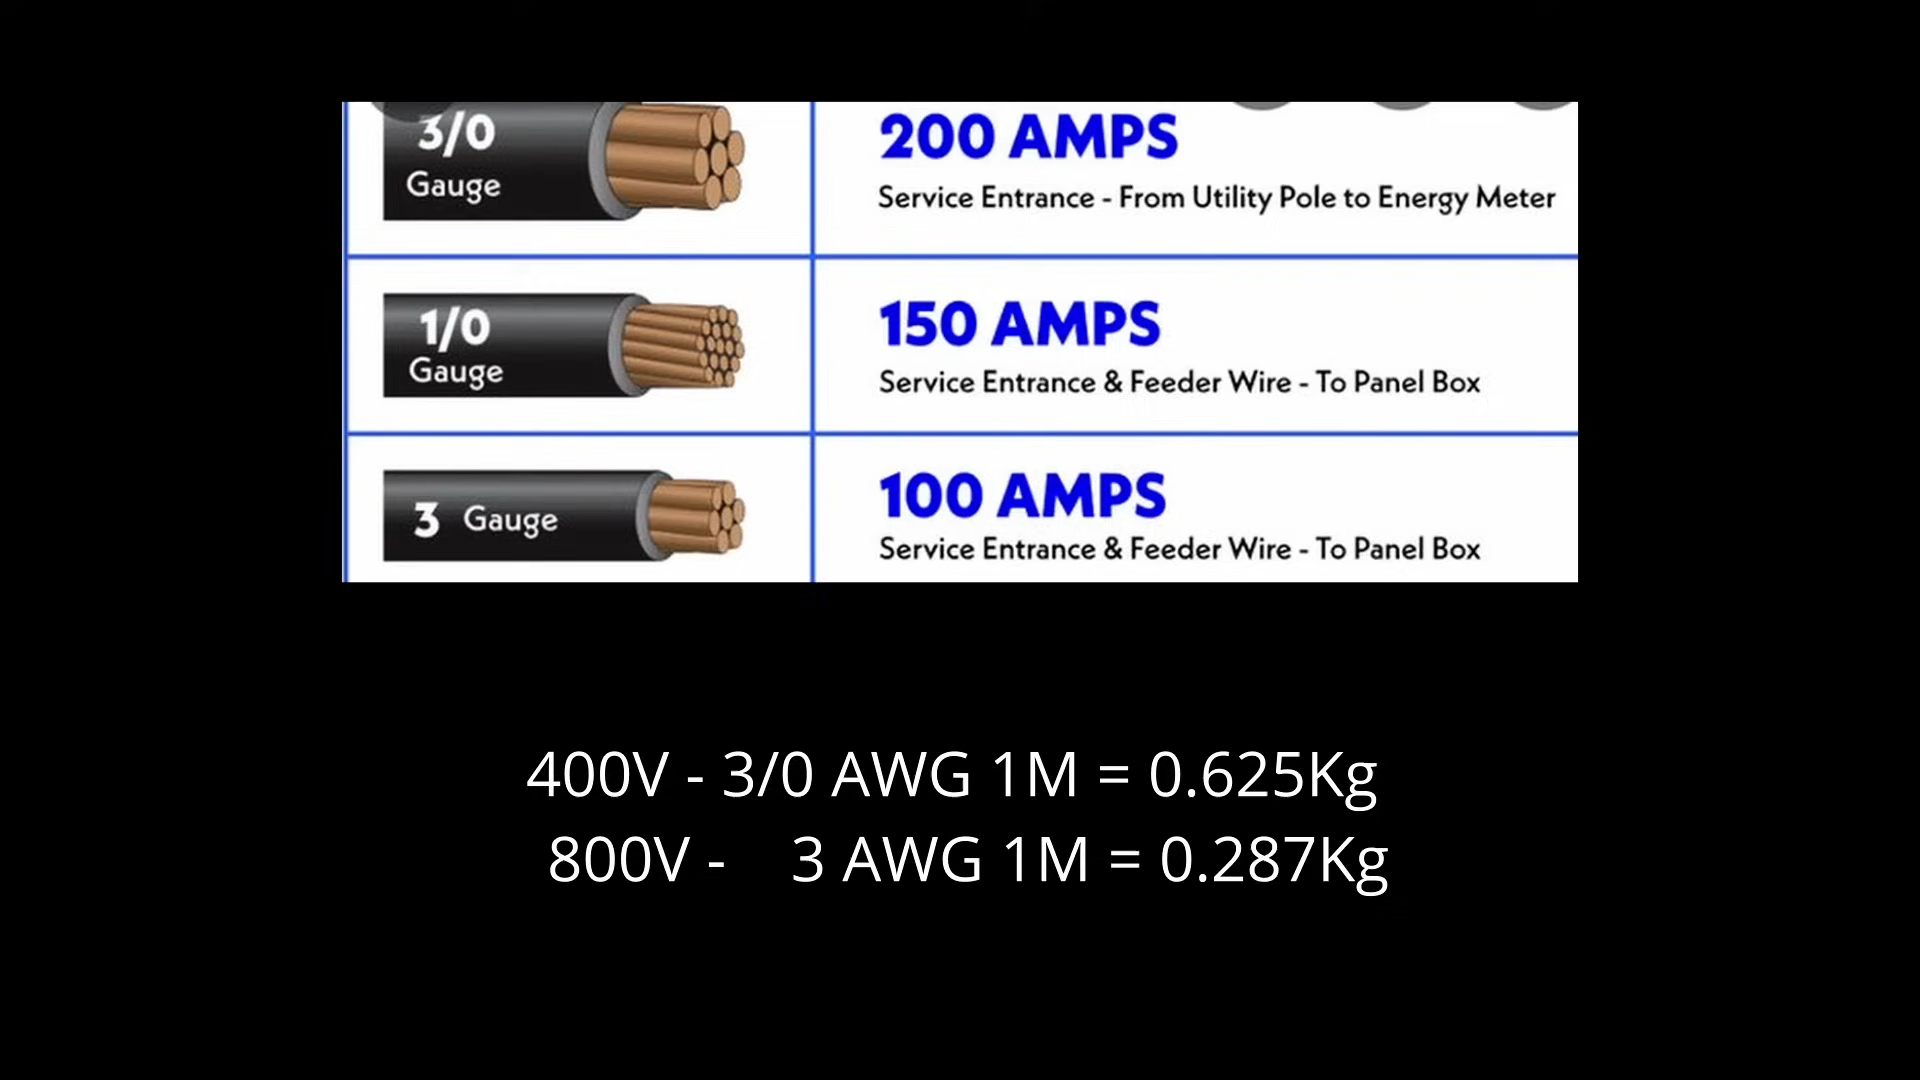 3/0
Gauge
200 AMPS
Service Entrance - From Utility Pole to Energy Meter
1/0
Gauge
150 AMPS
Service Entrance & Feeder Wire - To Panel Box
3 Gauge
100 AMPS
Service Entrance & Feeder Wire - To Panel Box
400V - 3/0 AWG 1M = 0.625Kg
800V - 3 AWG 1M = 0.287Kg